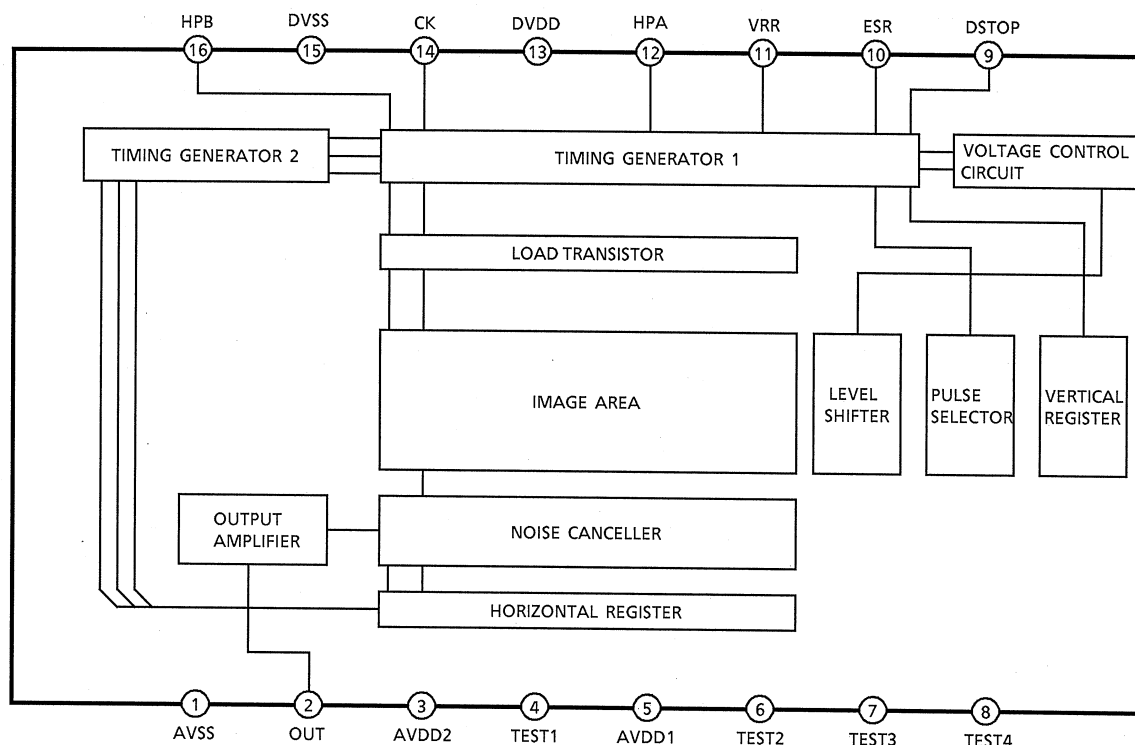 HPB DVSS CK DVDD HPA VRR ESR DSTOP
16 15 14 13 12 11 10 9
TIMING GENERATOR 2
TIMING GENERATOR 1
VOLTAGE CONTROL
CIRCUIT
LOAD TRANSISTOR
IMAGE AREA
LEVEL
SHIFTER
PULSE
SELECTOR
VERTICAL
REGISTER
OUTPUT
AMPLIFIER
NOISE CANCELLER
HORIZONTAL REGISTER
1 2 3 4 5 6 7 8
AVSS OUT AVDD2 TEST1 AVDD1 TEST2 TEST3 TEST4